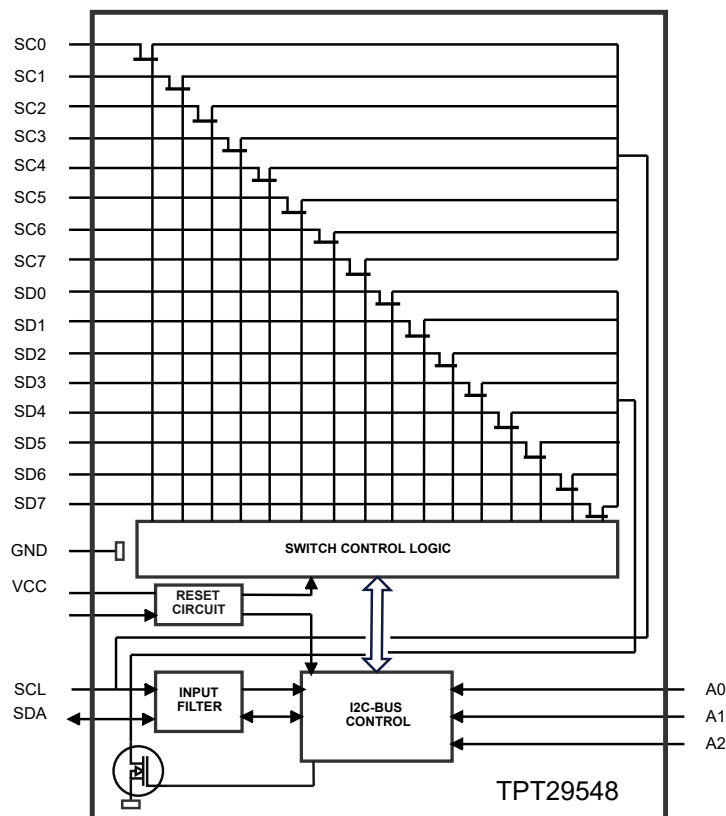 SC0
SC1
SC2
SC3
SC4
SC5
SC6
SC7
SD0
SD1
SD2
SD3
SD4
SD5
SD6
SD7
GND
SWITCH CONTROL LOGIC
VCC
RESET
CIRCUIT
SCL
SDA
INPUT
FILTER
I2C-BUS
CONTROL
A0
A1
A2
TPT29548